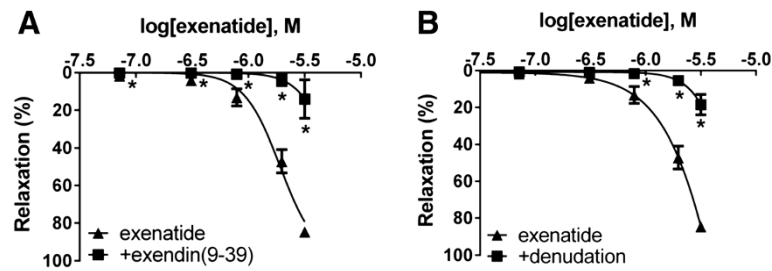 A
log[exenatide], M
-7.5 -7.0 -6.5 -6.0 -5.5 -5.0
0
20
40
60
80
100
Relaxation (%)
* * * * *
exenatide
+exendin(9-39)
B
log[exenatide], M
-7.5 -7.0 -6.5 -6.0 -5.5 -5.0
0
20
40
60
80
100
Relaxation (%)
* * *
exenatide
+denudation